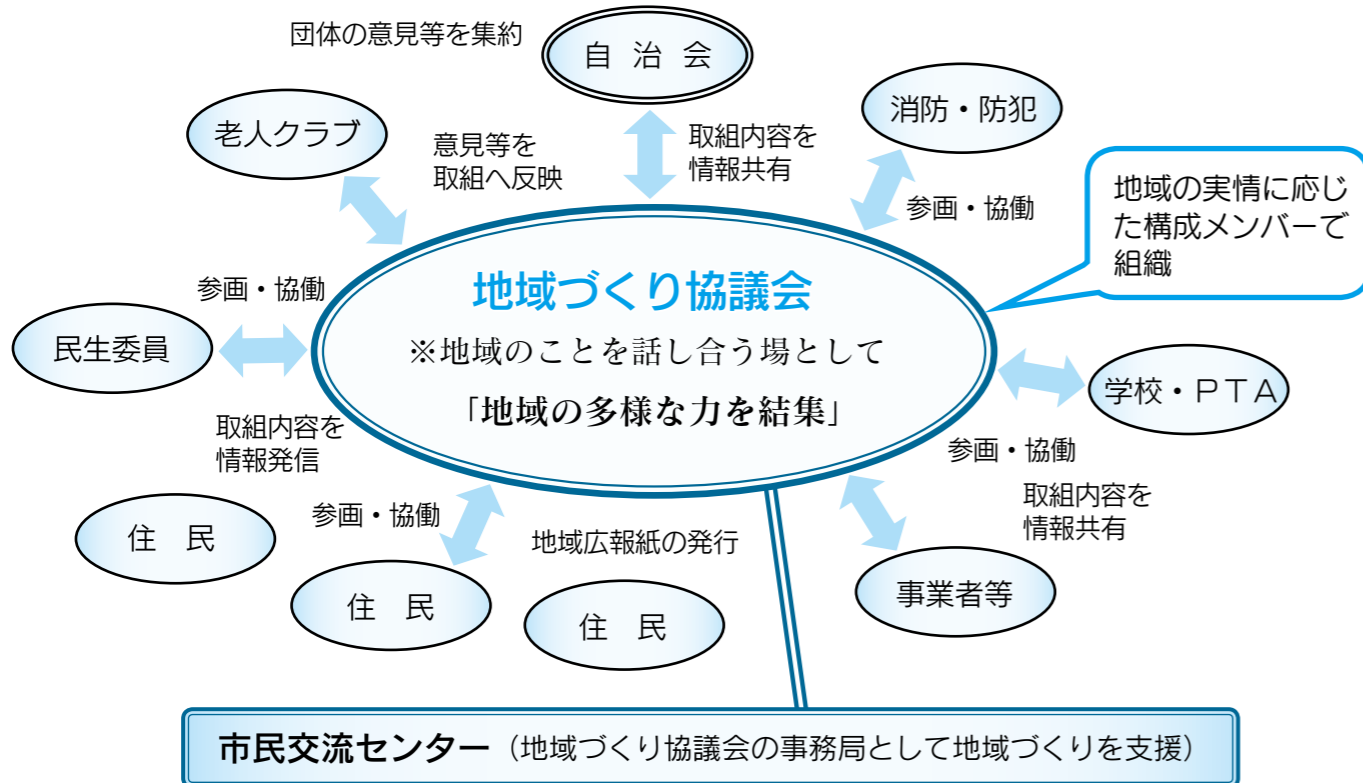 団体の意見等を集約
自 治 会
消防・防犯
老人クラブ
意見等を
取組へ反映
取組内容を
情報共有
参画・協働
地域の実情に応じ
た構成メンバーで
組織
地域づくり協議会
※地域のことを話し合う場として
「地域の多様な力を結集」
参画・協働
民生委員
学校・ＰＴＡ
取組内容を
情報発信
参画・協働
取組内容を
情報共有
住　民
参画・協働
地域広報紙の発行
住　民
住　民
事業者等
市民交流センター（地域づくり協議会の事務局として地域づくりを支援）